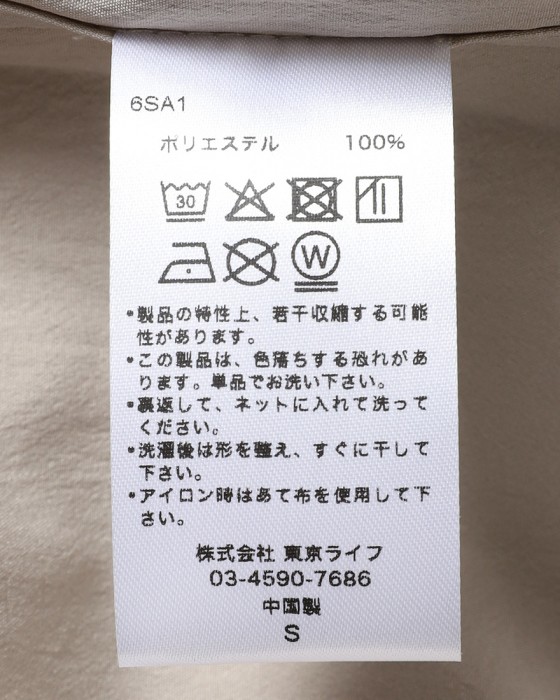 6SA1
ポリエステル 100%
30
W
•製品の特性上、若干収縮する可能
性があります。
•この製品は、色落ちする恐れがあ
ります。単品でお洗い下さい。
•裏返して、ネットに入れて洗って
ください。
•洗濯後は形を整え、すぐに干して
下さい。
•アイロン時はあて布を使用して下
さい。
株式会社 東京ライフ
03-4590-7686
中国製
S